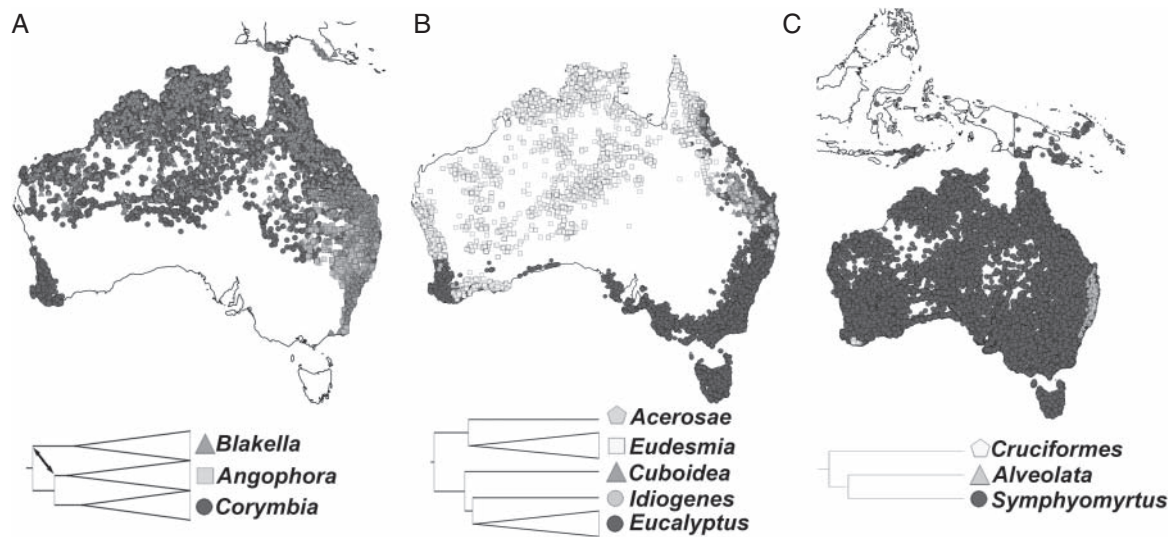 A
B
C
Blakella
Angophora
Corymbia
Acerosae
Eudesmia
Cuboidea
Idiogenes
Eucalyptus
Cruciformes
Alveolata
Symphyomyrtus